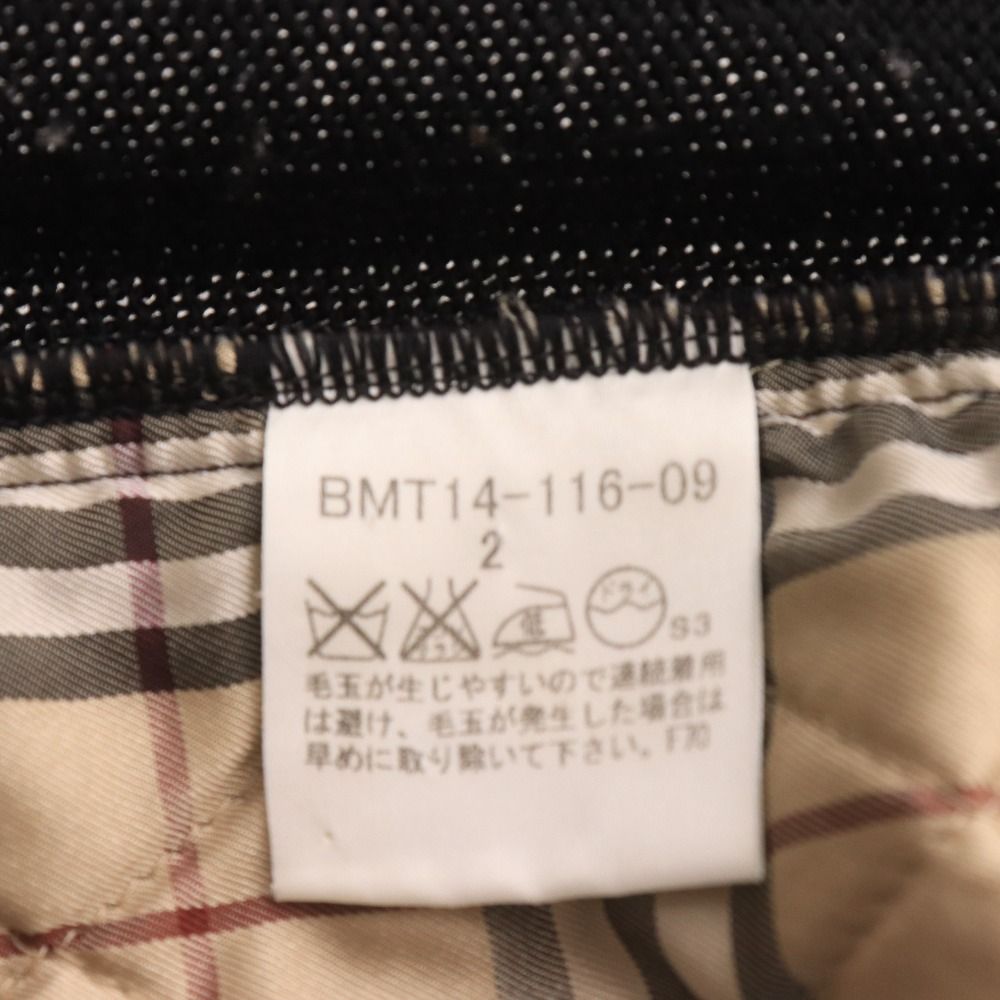 BMT14-116-09
2
低 ドライ S3
毛玉が生じやすいので連続着用
は避け、毛玉が発生した場合は
早めに取り除いて下さい。F70